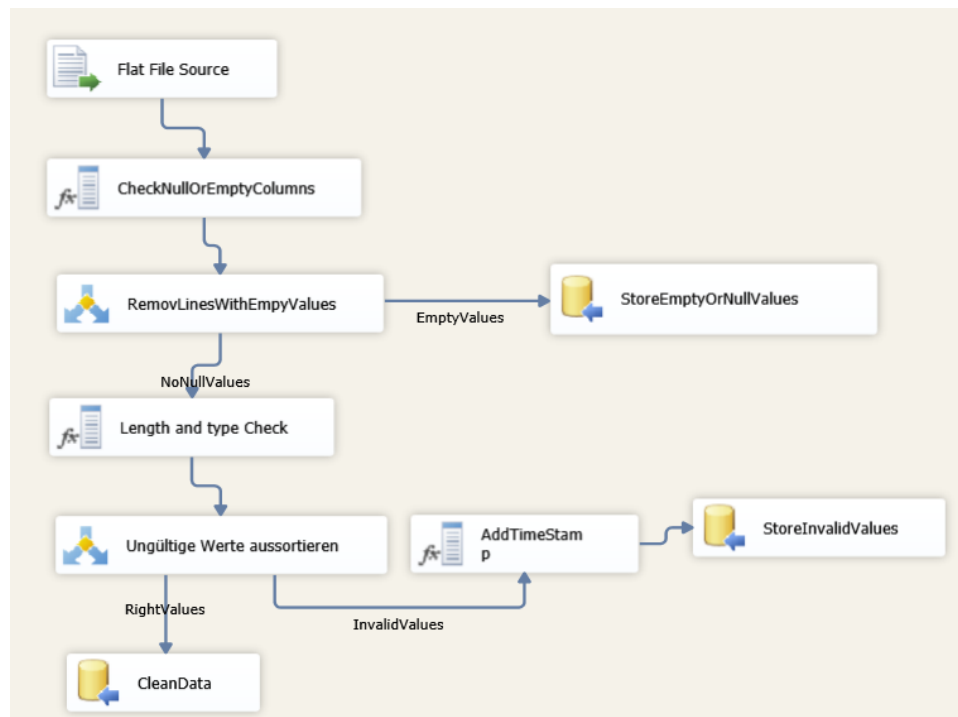 Flat File Source
CheckNullOrEmptyColumns
RemovLinesWithEmpyValues
StoreEmptyOrNullValues
EmptyValues
NoNullValues
Length and type Check
Ungültige Werte aussortieren
AddTimeStam
p
StoreInvalidValues
RightValues
InvalidValues
CleanData